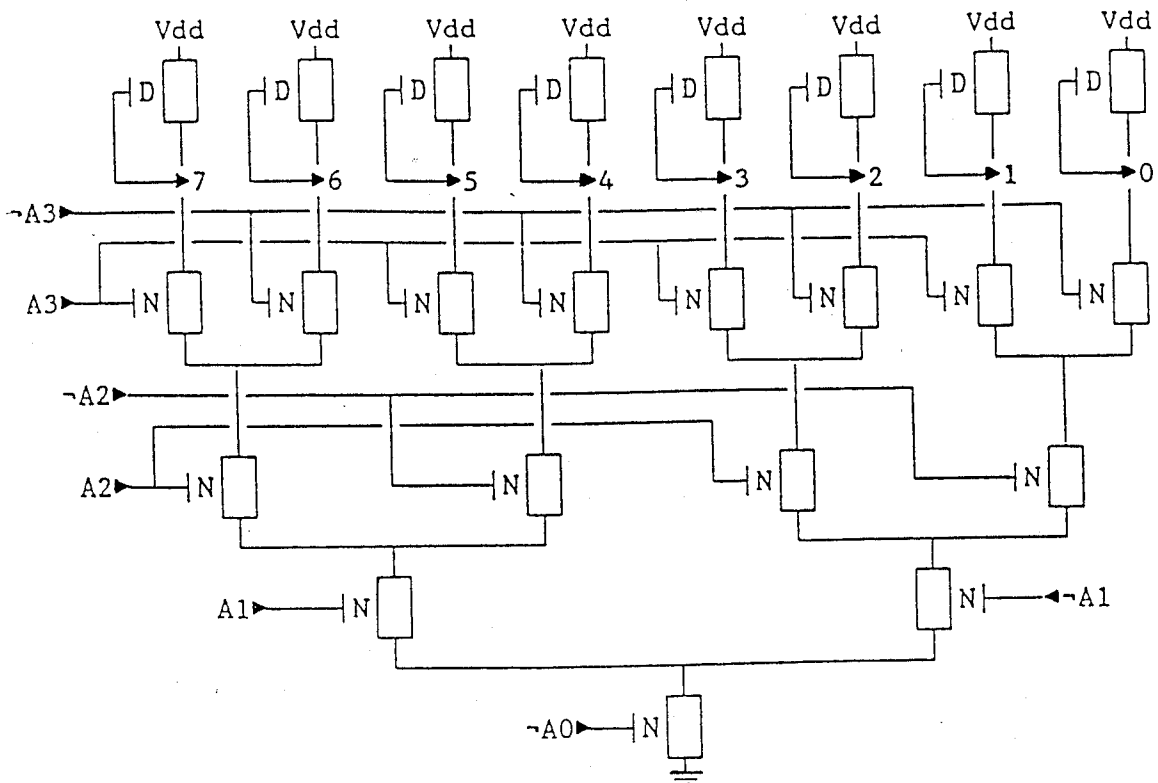 Vdd Vdd Vdd Vdd Vdd Vdd Vdd Vdd
D D D D D D D D
7 6 5 4 3 2 1 0
¬A3
A3 N N N N N N N N
¬A2
A2 N N N N
A1 N N ¬A1
¬A0 N